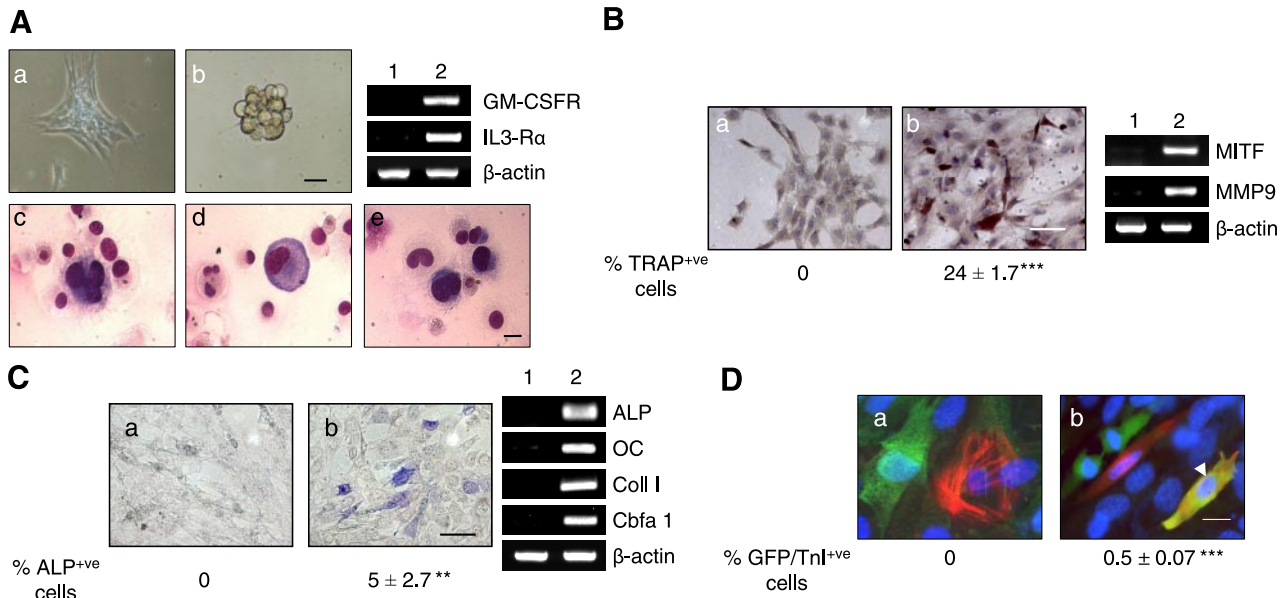 A
a
b
1 2
GM-CSFR
IL3-Rα
β-actin
c
d
e
B
a
b
1 2
MITF
MMP9
β-actin
% TRAP+ve cells
0
24 ± 1.7***
C
a
b
1 2
ALP
OC
Coll I
Cbfa 1
β-actin
% ALP+ve cells
0
5 ± 2.7 **
D
a
b
% GFP/TnI+ve cells
0
0.5 ± 0.07 ***